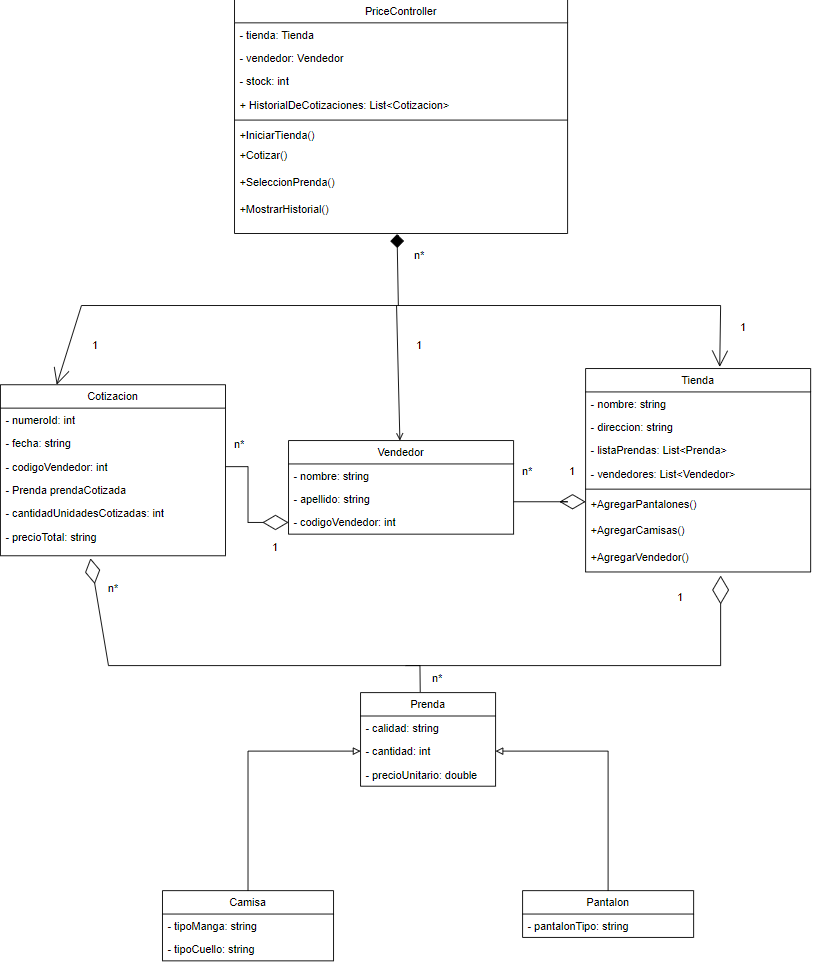 PriceController
- tienda: Tienda
- vendedor: Vendedor
- stock: int
+ HistorialDeCotizaciones: List<Cotizacion>
+IniciarTienda()
+Cotizar()
+SeleccionPrenda()
+MostrarHistorial()
n*
1
1
1
Cotizacion
- numeroId: int
- fecha: string
- codigoVendedor: int
- Prenda prendaCotizada
- cantidadUnidadesCotizadas: int
- precioTotal: string
n*
1
Vendedor
- nombre: string
- apellido: string
- codigoVendedor: int
n*
1
Tienda
- nombre: string
- direccion: string
- listaPrendas: List<Prenda>
- vendedores: List<Vendedor>
+AgregarPantalones()
+AgregarCamisas()
+AgregarVendedor()
n*
1
n*
Prenda
- calidad: string
- cantidad: int
- precioUnitario: double
Camisa
- tipoManga: string
- tipoCuello: string
Pantalon
- pantalonTipo: string